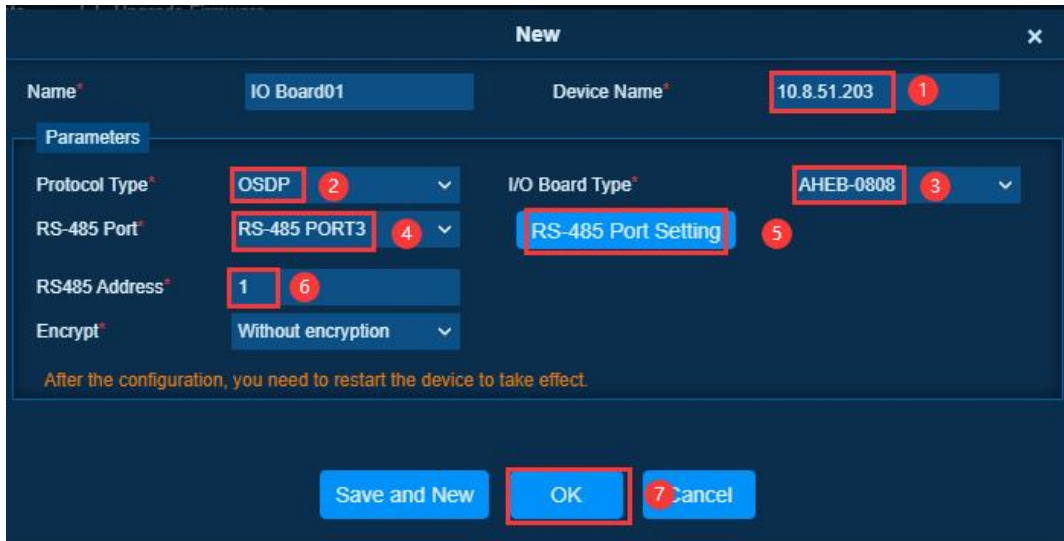 New ×
Name* IO Board01 Device Name* 10.8.51.203 1
Parameters
Protocol Type* OSDP 2 I/O Board Type* AHEB-0808 3
RS-485 Port* RS-485 PORT3 4 RS-485 Port Setting 5
RS485 Address* 1 6
Encrypt* Without encryption
After the configuration, you need to restart the device to take effect.
Save and New OK 7 Cancel